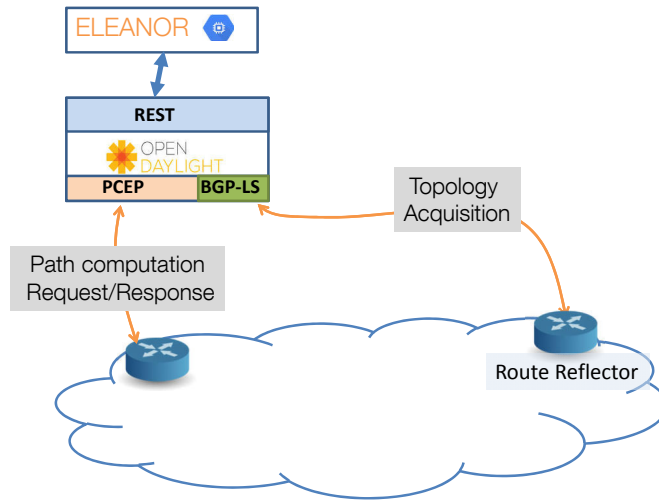 ELEANOR
REST
OPEN
DAYLIGHT
PCEP
BGP-LS
Topology
Acquisition
Path computation
Request/Response
Route Reflector